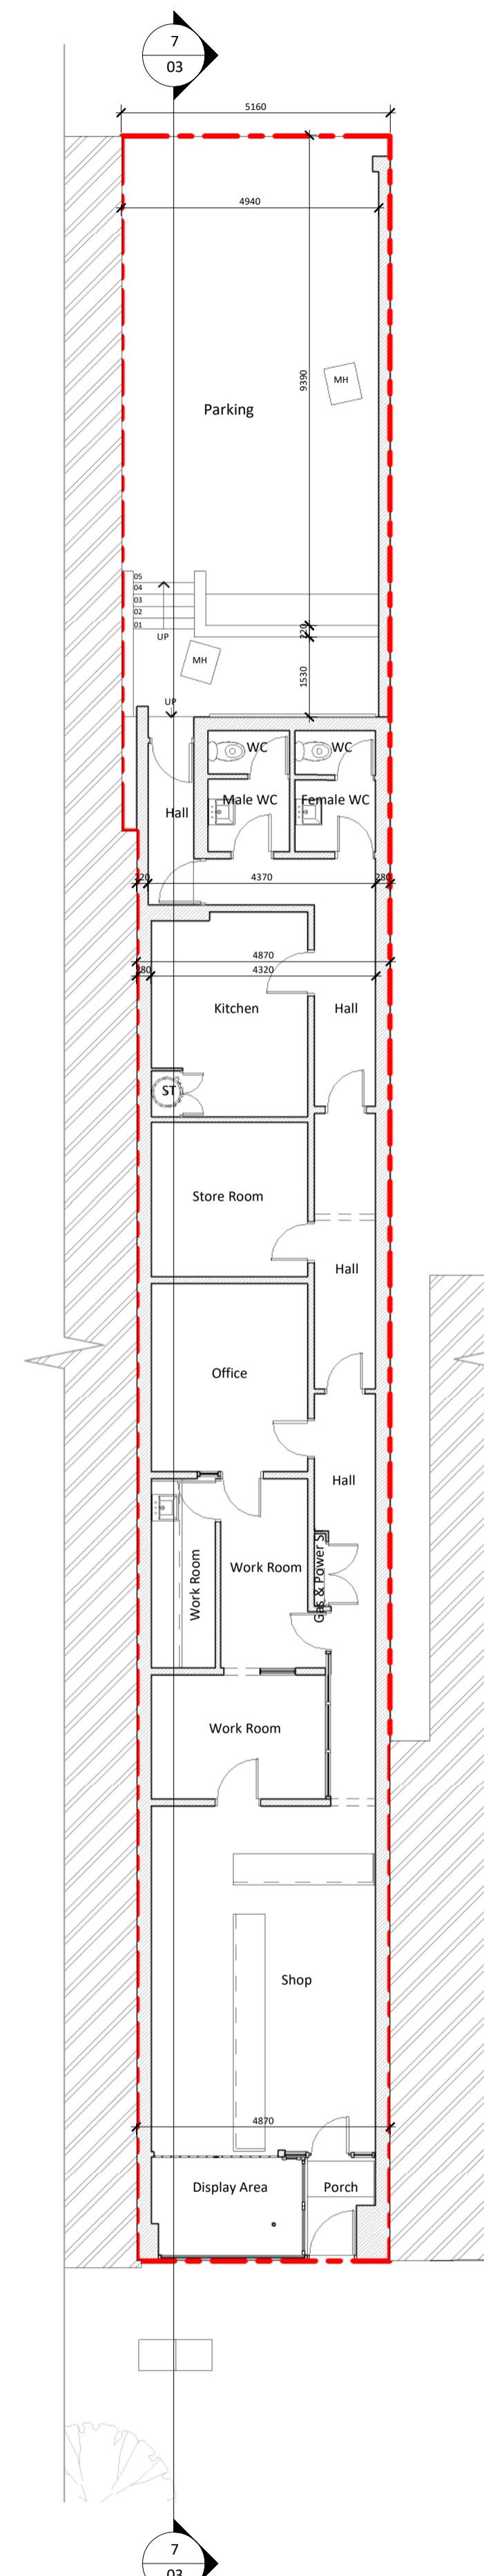 7
03
5160
4940
9390
MH
Parking
05
04
03
02
01
UP
220
MH
1530
UP
WC
WC
Male WC
Female WC
Hall
220
4370
280
4870
280
4320
Kitchen
Hall
ST
Store Room
Hall
Office
Hall
Work Room
Work Room
Gas & Power S
Work Room
Shop
4870
Display Area
Porch
7
03